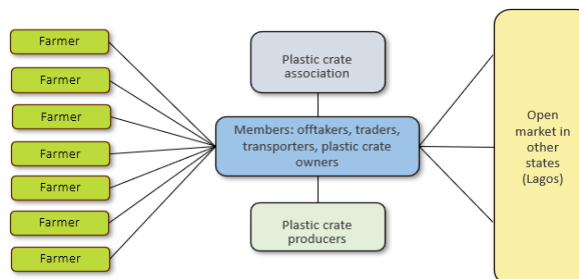 Farmer
Farmer
Farmer
Farmer
Farmer
Farmer
Farmer
Plastic crate
association
Members: offtakers, traders,
transporters, plastic crate
owners
Plastic crate
producers
Open
market in
other
states
(Lagos)